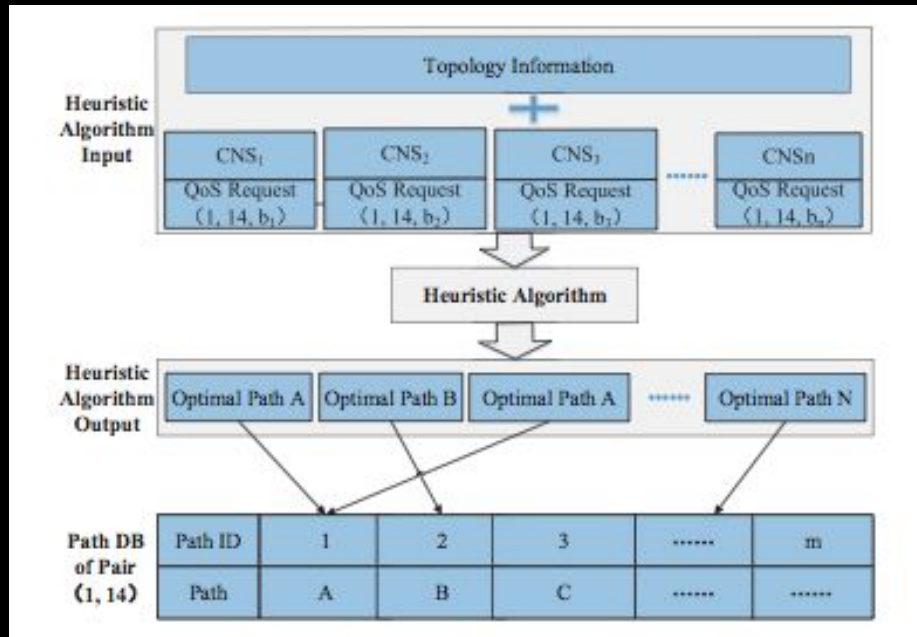 Topology Information
Heuristic
Algorithm
Input
CNS₁ CNS₂ CNS₃ ...... CNSn
QoS Request QoS Request QoS Request QoS Request
(1, 14, b₁) (1, 14, b₂) (1, 14, b₃) (1, 14, bₙ)
Heuristic Algorithm
Heuristic
Algorithm
Output
Optimal Path A Optimal Path B Optimal Path A ...... Optimal Path N
Path DB
of Pair
(1, 14)
Path ID 1 2 3 ...... m
Path A B C ...... ......